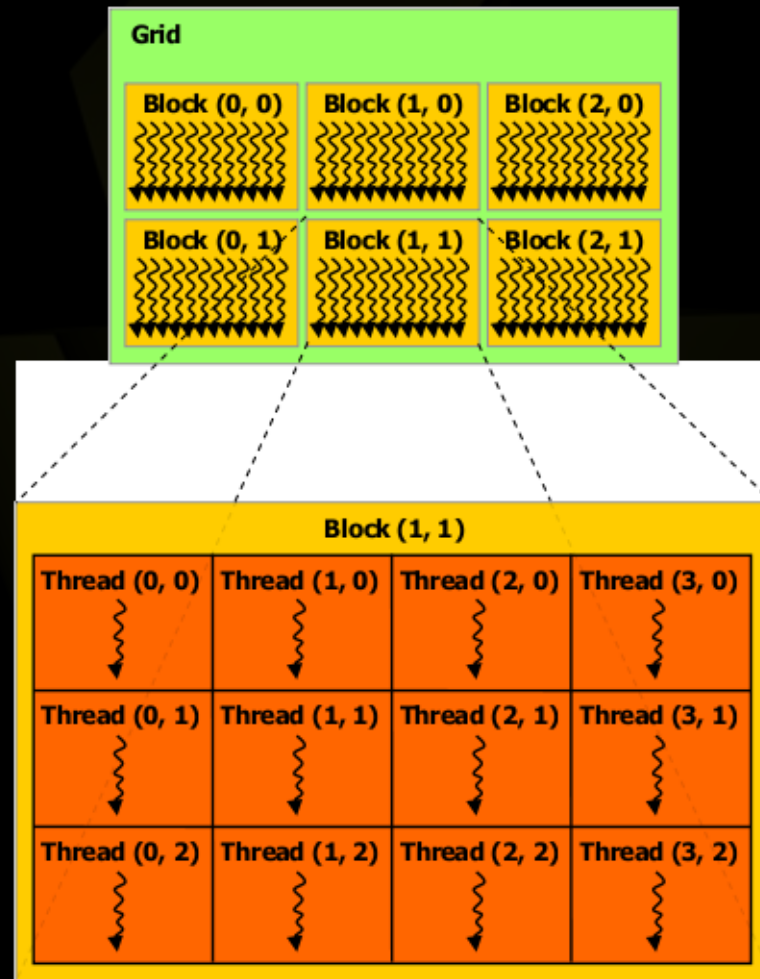 Grid
Block (0, 0) Block (1, 0) Block (2, 0)
Block (0, 1) Block (1, 1) Block (2, 1)
Block (1, 1)
Thread (0, 0) Thread (1, 0) Thread (2, 0) Thread (3, 0)
Thread (0, 1) Thread (1, 1) Thread (2, 1) Thread (3, 1)
Thread (0, 2) Thread (1, 2) Thread (2, 2) Thread (3, 2)